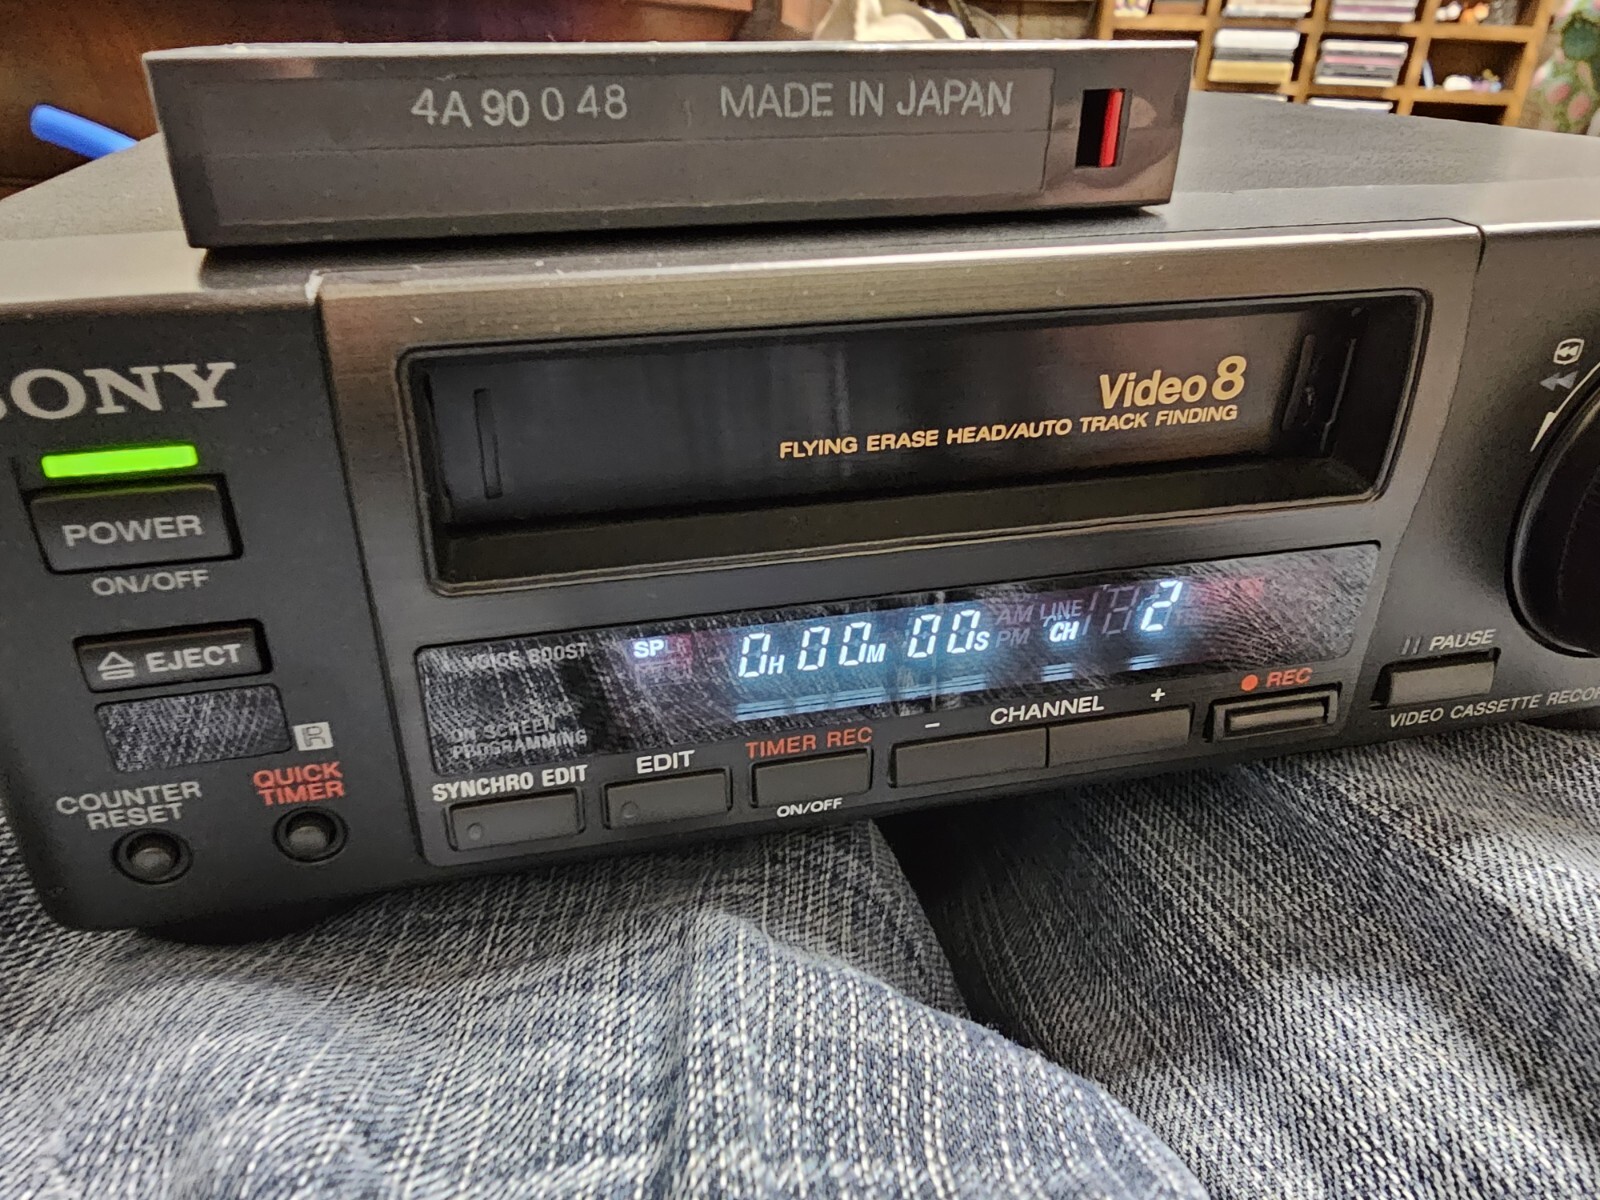 4A 90 0 48 MADE IN JAPAN
SONY
Video 8
FLYING ERASE HEAD/AUTO TRACK FINDING
POWER
ON/OFF
EJECT
VOICE BOOST
SP
0H 00M 00S
AM
PM
LINE
CH
2
ON SCREEN
PROGRAMMING
COUNTER
RESET
QUICK
TIMER
SYNCHRO EDIT
EDIT
TIMER REC
ON/OFF
- CHANNEL +
● REC
PAUSE
VIDEO CASSETTE RECOR